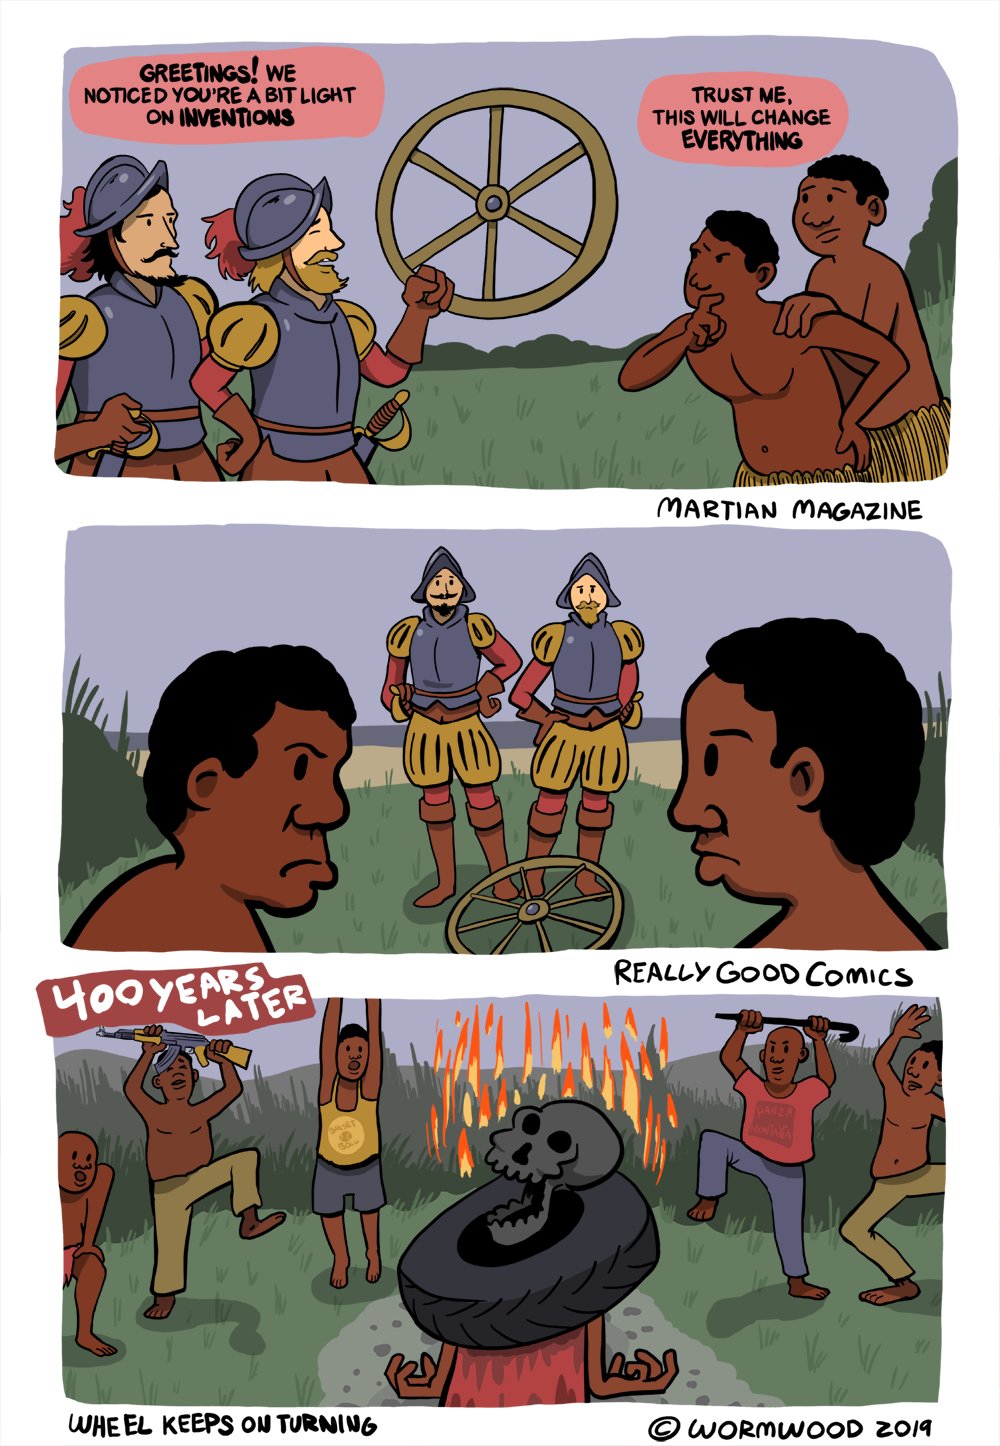 GREETINGS! WE
NOTICED YOU'RE A BIT LIGHT
ON INVENTIONS
TRUST ME,
THIS WILL CHANGE
EVERYTHING
MARTIAN MAGAZINE
REALLY GOOD COMICS
400 YEARS
LATER
WHEEL KEEPS ON TURNING
© WORMWOOD 2019